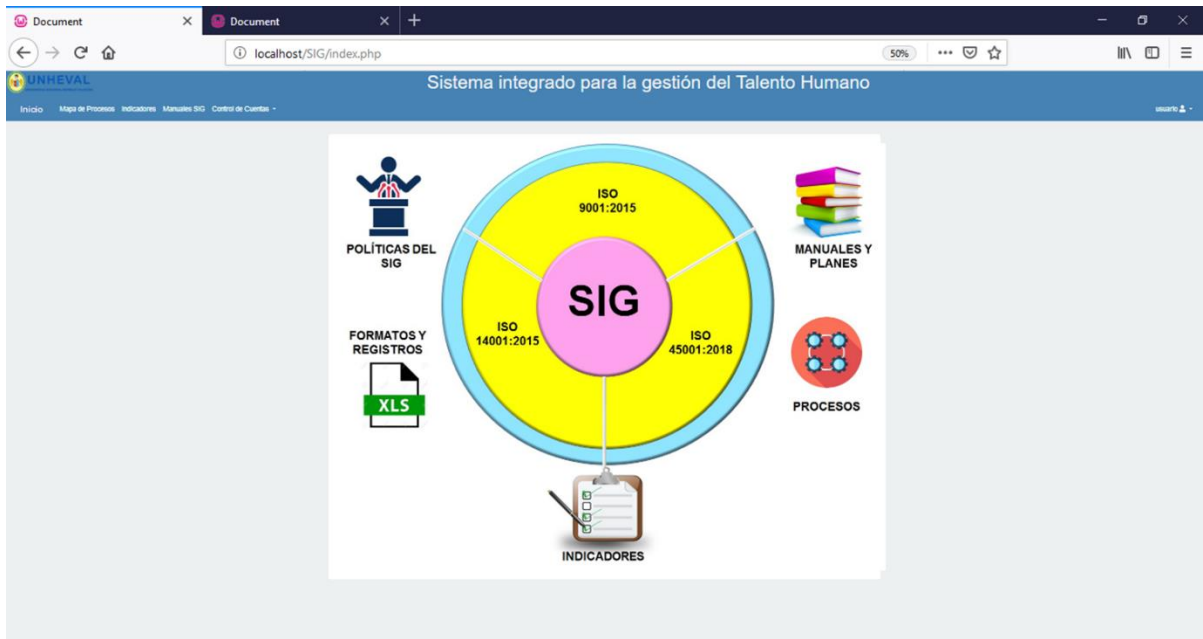 Document
Document
localhost/SIG/index.php
50%
UNHEVAL
Sistema integrado para la gestión del Talento Humano
Inicio Mapa de Procesos Indicadores Manuales SIG Control de Cuentas
usuario
POLÍTICAS DEL
SIG
ISO
9001:2015
MANUALES Y
PLANES
SIG
FORMATOS Y
REGISTROS
XLS
ISO
14001:2015
ISO
45001:2018
PROCESOS
INDICADORES